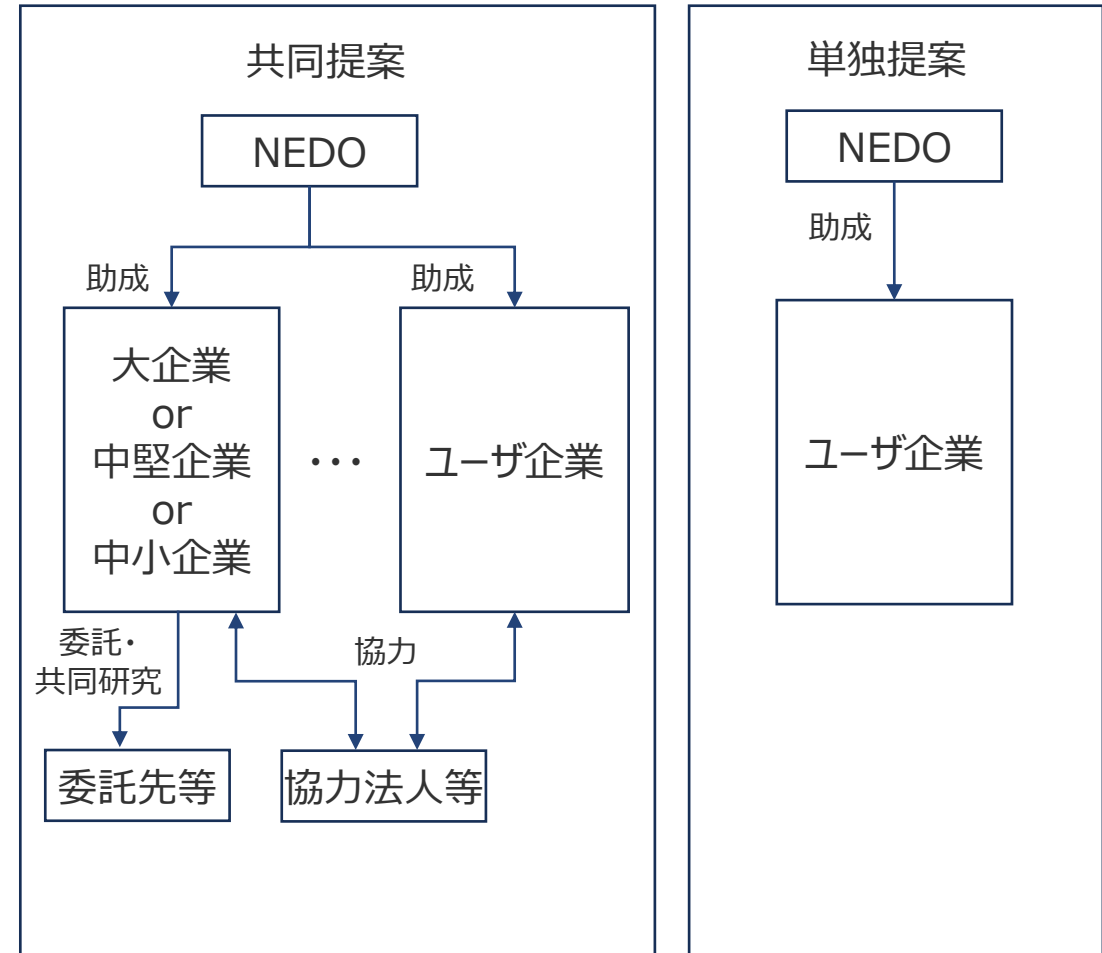 共同提案
NEDO
助成
助成
大企業
or
中堅企業
or
中小企業
･･･
ユーザ企業
委託･
共同研究
協力
委託先等
協力法人等
単独提案
NEDO
助成
ユーザ企業